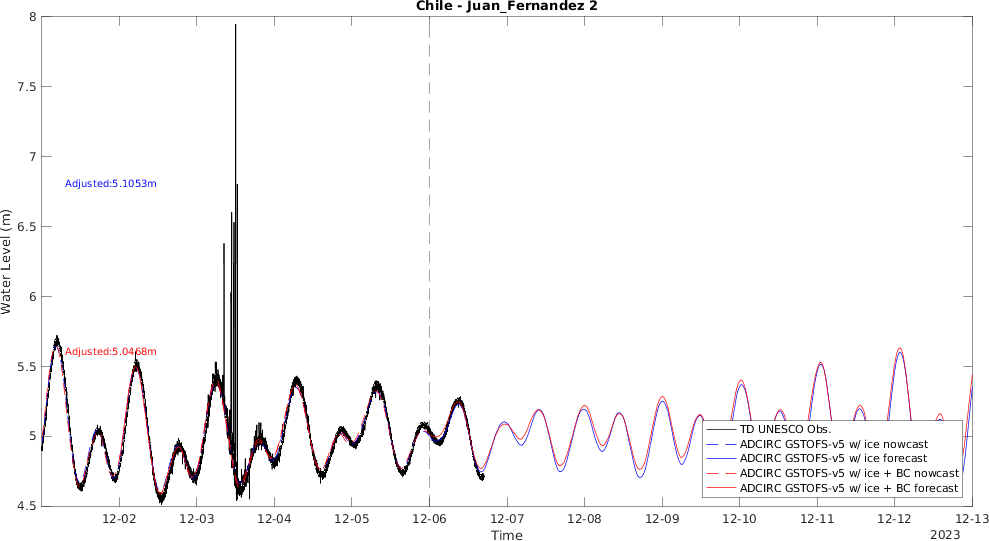 Chile - Juan_Fernandez 2
8
7.5
7
6.5
6
5.5
5
4.5
Water Level (m)
Adjusted:5.1053m
Adjusted:5.0468m
TD UNESCO Obs.
ADCIRC GSTOFS-v5 w/ ice nowcast
ADCIRC GSTOFS-v5 w/ ice forecast
ADCIRC GSTOFS-v5 w/ ice + BC nowcast
ADCIRC GSTOFS-v5 w/ ice + BC forecast
12-02 12-03 12-04 12-05 12-06 12-07 12-08 12-09 12-10 12-11 12-12 12-13
Time
2023